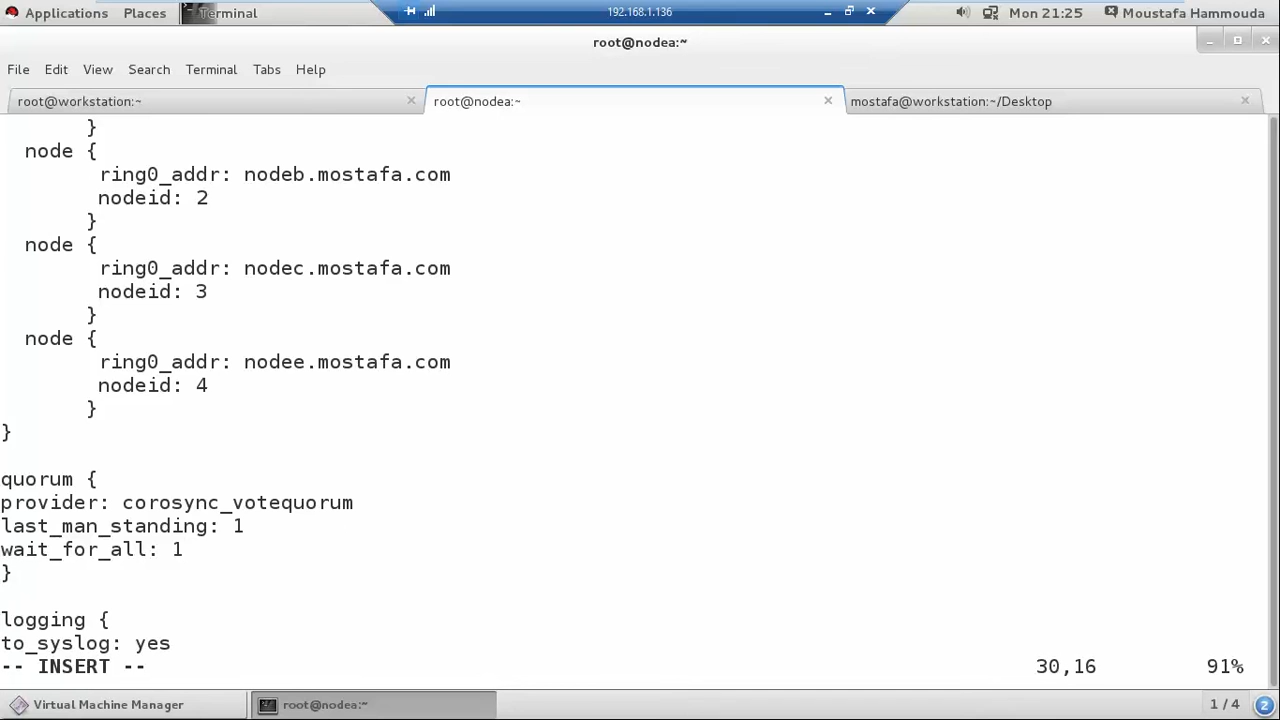 Applications Places Terminal 192.168.1.136 Mon 21:25 Moustafa Hammouda
root@nodea:~
File Edit View Search Terminal Tabs Help
root@workstation:~ root@nodea:~ mostafa@workstation:~/Desktop
}
node {
ring0_addr: nodeb.mostafa.com
nodeid: 2
}
node {
ring0_addr: nodec.mostafa.com
nodeid: 3
}
node {
ring0_addr: nodee.mostafa.com
nodeid: 4
}
}
quorum {
provider: corosync_votequorum
last_man_standing: 1
wait_for_all: 1
}
logging {
to_syslog: yes
-- INSERT -- 30,16 91%
Virtual Machine Manager root@nodea:~ 1 / 4 2